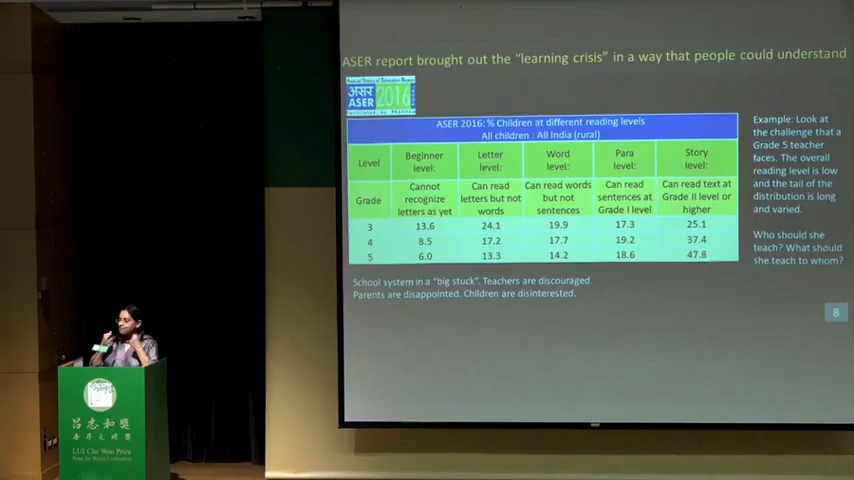 ASER report brought out the "learning crisis" in a way that people could understand
Annual Status of Education Report
असर
ASER
2016
Facilitated by PRATHAM
ASER 2016: % Children at different reading levels
All children : All India (rural)
Level
Beginner level:
Letter level:
Word level:
Para level:
Story level:
Grade
Cannot recognize letters as yet
Can read letters but not words
Can read words but not sentences
Can read sentences at Grade I level
Can read text at Grade II level or higher
3 13.6 24.1 19.9 17.3 25.1
4 8.5 17.2 17.7 19.2 37.4
5 6.0 13.3 14.2 18.6 47.8
Example: Look at
the challenge that a
Grade 5 teacher
faces. The overall
reading level is low
and the tail of the
distribution is long
and varied.
Who should she
teach? What should
she teach to whom?
School system in a "big stuck". Teachers are discouraged.
Parents are disappointed. Children are disinterested.
8
呂志和獎
世界文明獎
LUI Che Woo Prize
Prize for World Civilisation